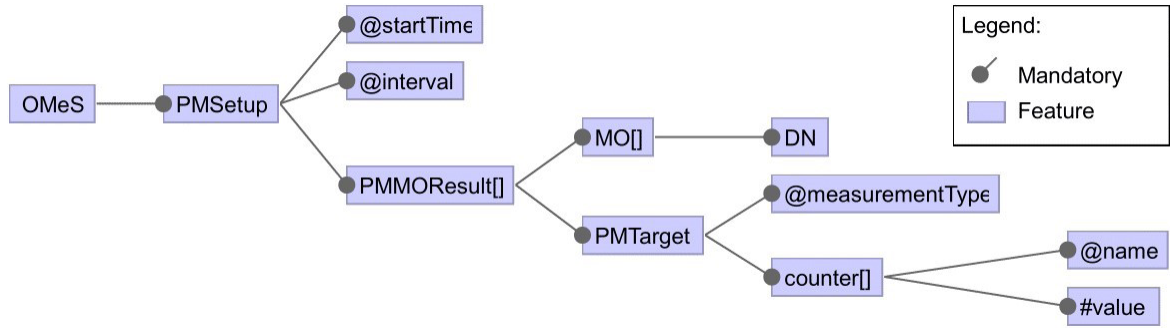 @startTime
@interval
OMeS
PMSetup
PMMOResult[]
MO[]
DN
PMTarget
@measurementType
counter[]
@name
#value
Legend:
Mandatory
Feature